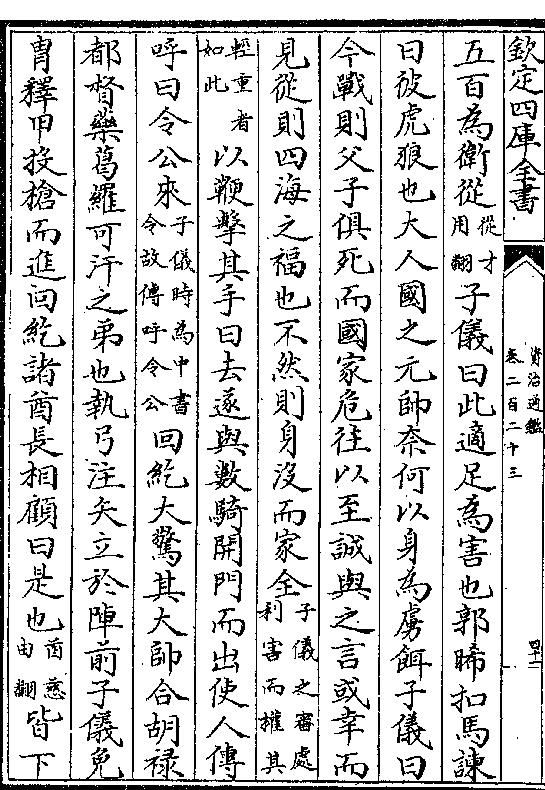 欽定四庫全書
資治通鑑
卷二百二十三
五百為衛從從才用翻子儀曰此適足為害也郭晞扣馬諫
曰彼虎狼也大人國之元帥奈何以身為虜餌子儀曰
今戰則父子俱死而國家危往以至誠與之言或幸而
見從則四海之福也不然則身沒而家全子儀之審處利害而權其
輕重者如此以鞭擊其手曰去遂與數騎開門而出使人傳
呼曰令公來子儀時為中書令故傳呼令公回紇大驚其大帥合胡祿
都督藥葛羅可汗之弟也執弓注矢立於陣前子儀免
胄釋甲投槍而進回紇諸酋長相顧曰是也酋慈由翻皆下